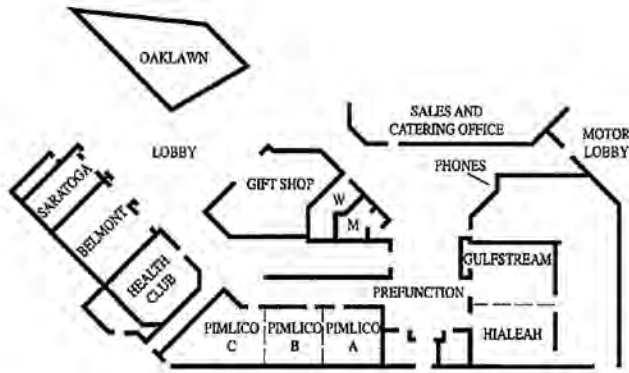 OAKLAWN
SALES AND
CATERING OFFICE
MOTOR
LOBBY
LOBBY
PHONES
GIFT SHOP
SARATOGA
W
M
BELMONT
GULFSTREAM
HEALTH
CLUB
PREFUNCTION
PIMLICO
C
PIMLICO
B
PIMLICO
A
HIALEAH